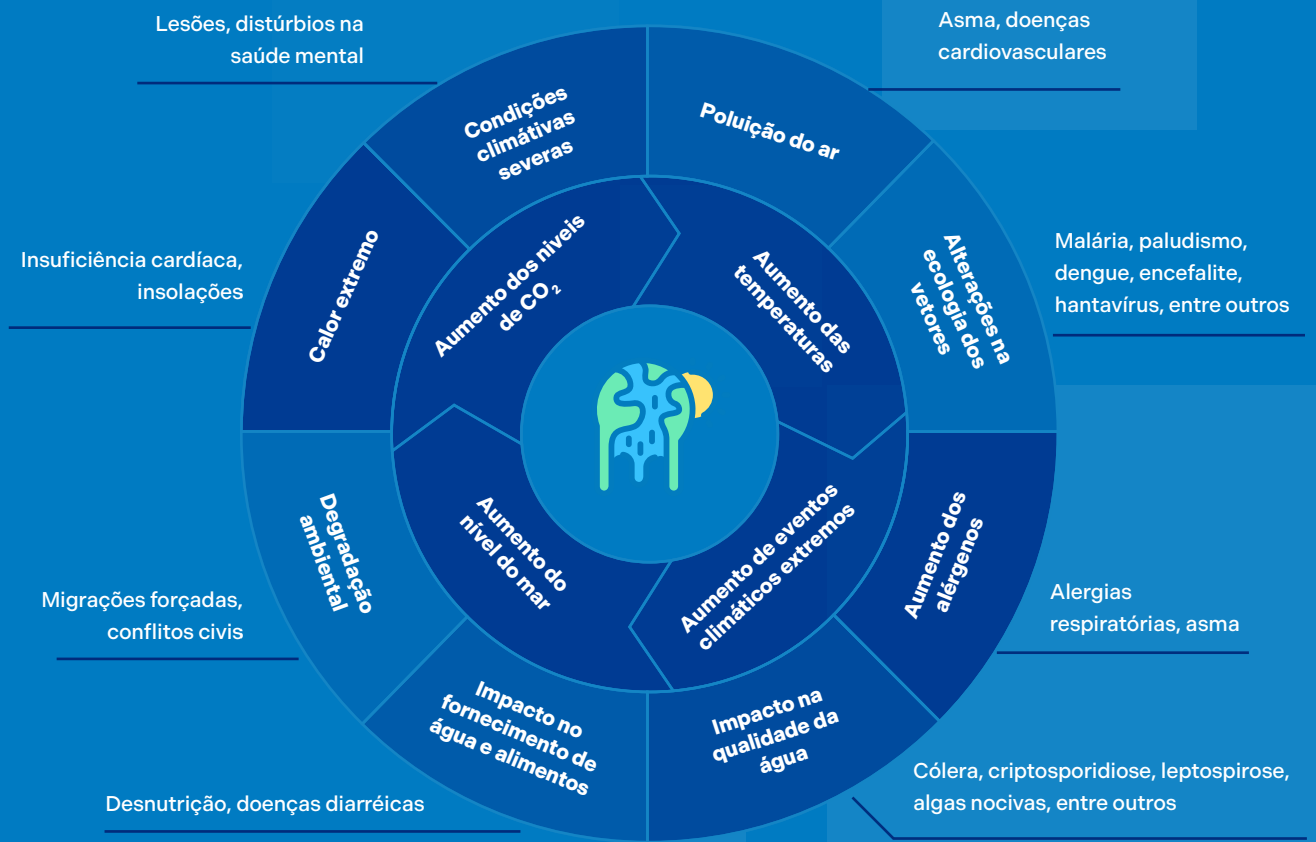 Lesões, distúrbios na
saúde mental
Asma, doenças
cardiovasculares
Condições
climátivas
severas
Poluição do ar
Calor extremo
Aumento dos níveis
de CO₂
Aumento das
temperaturas
Alterações na
ecologia dos
vetores
Insuficiência cardíaca,
insolações
Malária, paludismo,
dengue, encefalite,
hantavírus, entre outros
Degradação
ambiental
Aumento do
nível do mar
Aumento de eventos
climáticos extremos
Aumento dos
alérgenos
Migrações forçadas,
conflitos civis
Alergias
respiratórias, asma
Impacto no
fornecimento de
água e alimentos
Impacto na
qualidade da
água
Desnutrição, doenças diarréicas
Cólera, criptosporidiose, leptospirose,
algas nocivas, entre outros